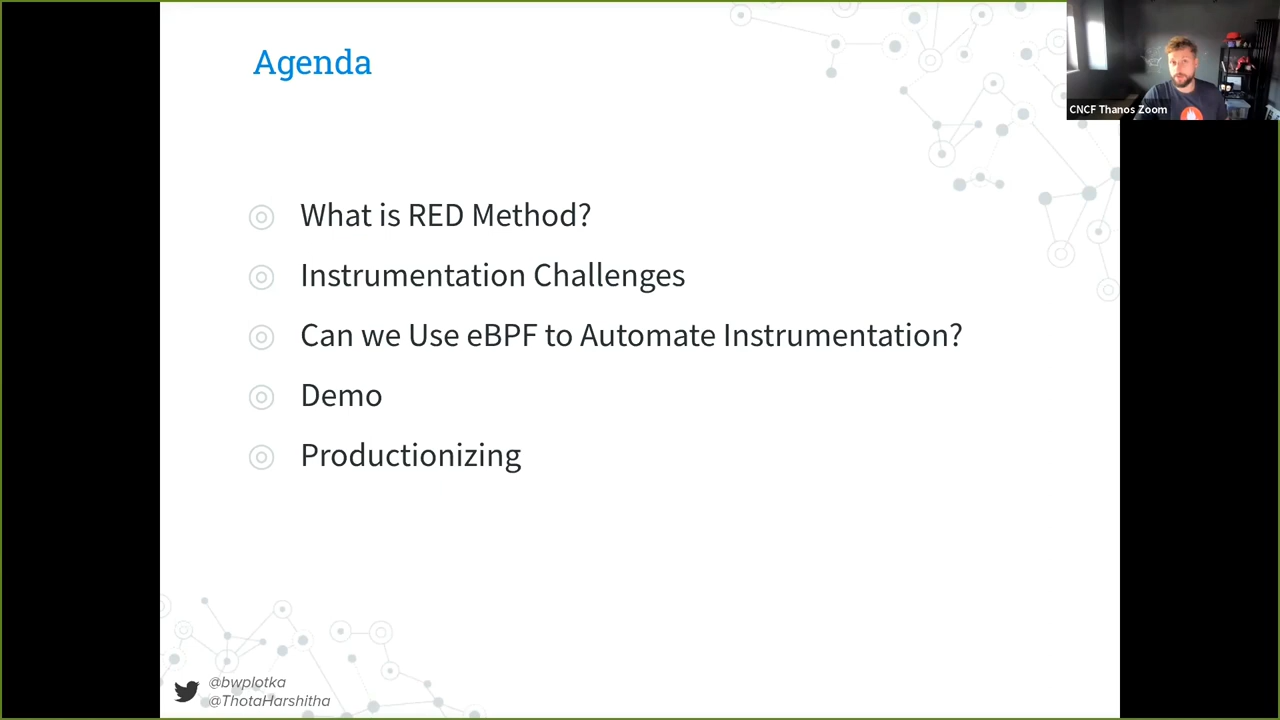 Agenda
CNCF Thanos Zoom
What is RED Method?
Instrumentation Challenges
Can we Use eBPF to Automate Instrumentation?
Demo
Productionizing
@bwplotka
@ThotaHarshitha